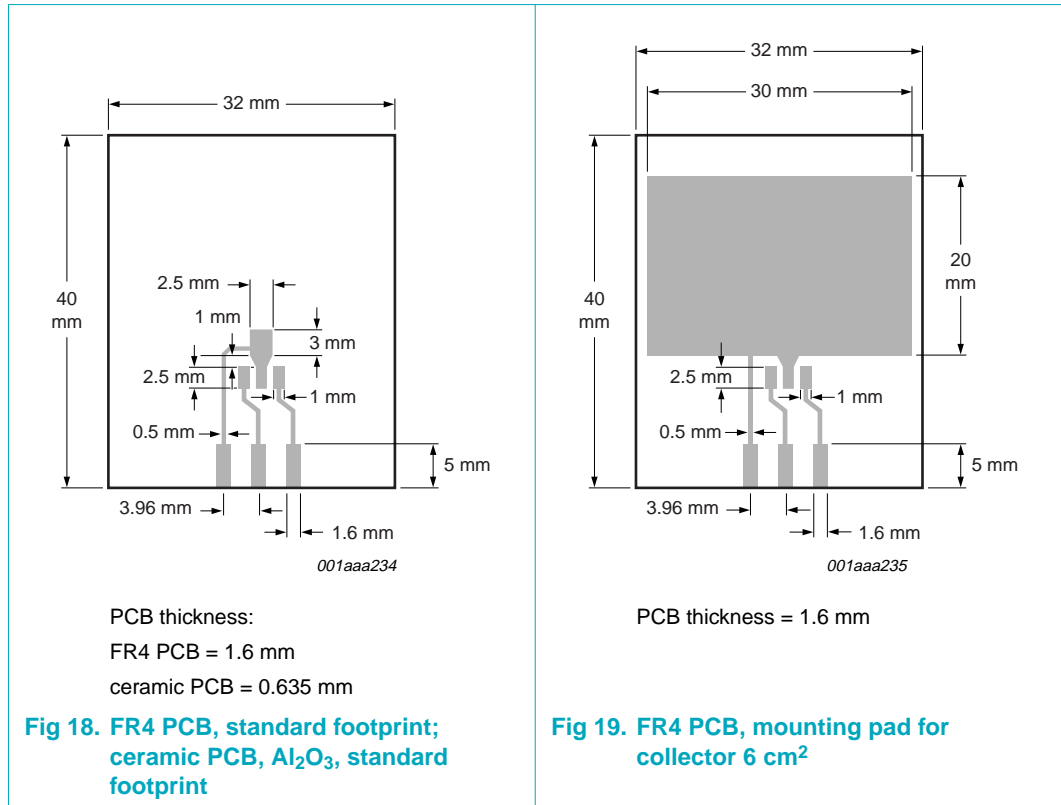 32 mm
40
mm
2.5 mm
1 mm
3 mm
2.5 mm
1 mm
0.5 mm
5 mm
3.96 mm
1.6 mm
001aaa234
PCB thickness:
FR4 PCB = 1.6 mm
ceramic PCB = 0.635 mm
Fig 18. FR4 PCB, standard footprint;
ceramic PCB, Al2O3, standard
footprint
32 mm
30 mm
40
mm
20
mm
2.5 mm
1 mm
0.5 mm
5 mm
3.96 mm
1.6 mm
001aaa235
PCB thickness = 1.6 mm
Fig 19. FR4 PCB, mounting pad for
collector 6 cm2